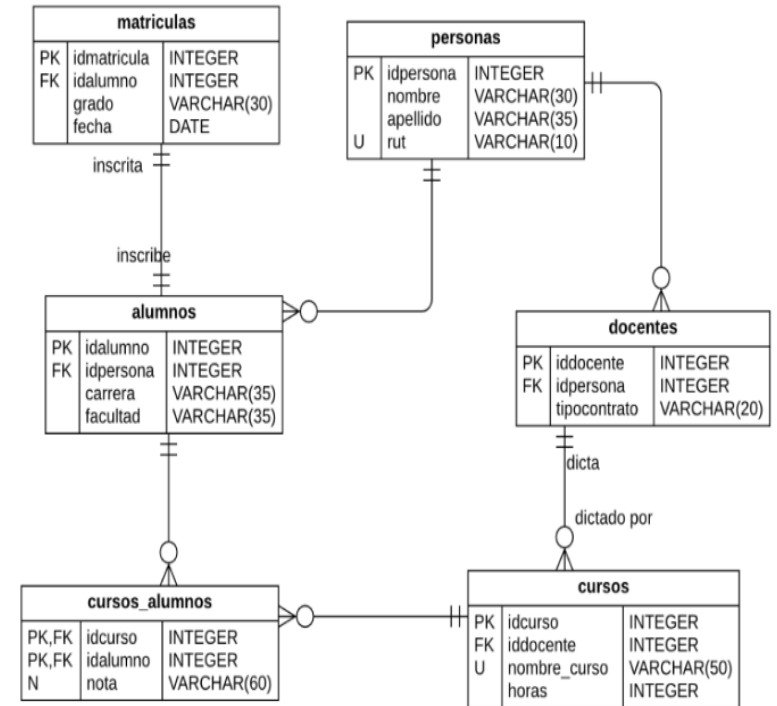 matriculas
PK idmatricula INTEGER
FK idalumno INTEGER
grado VARCHAR(30)
fecha DATE
personas
PK idpersona INTEGER
nombre VARCHAR(30)
apellido VARCHAR(35)
U rut VARCHAR(10)
inscrita
inscribe
alumnos
PK idalumno INTEGER
FK idpersona INTEGER
carrera VARCHAR(35)
facultad VARCHAR(35)
docentes
PK iddocente INTEGER
FK idpersona INTEGER
tipocontrato VARCHAR(20)
dicta
dictado por
cursos_alumnos
PK,FK idcurso INTEGER
PK,FK idalumno INTEGER
N nota VARCHAR(60)
cursos
PK idcurso INTEGER
FK iddocente INTEGER
U nombre_curso VARCHAR(50)
horas INTEGER